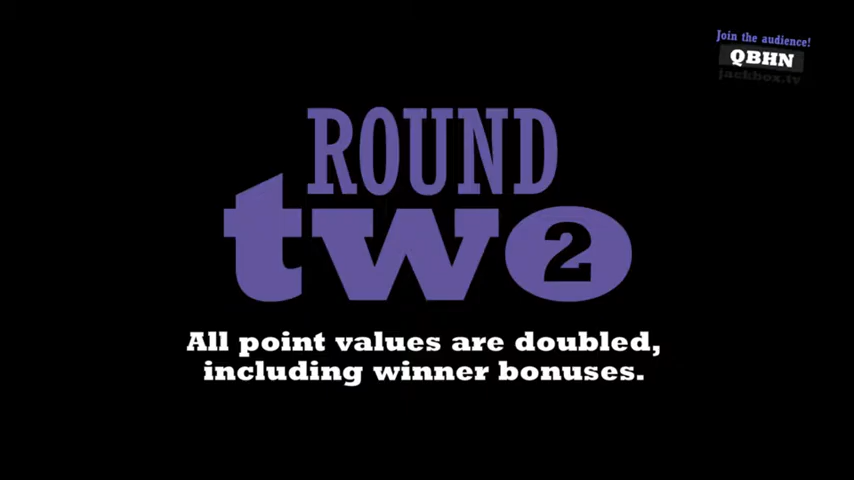 Join the audience!
QBHN
jackbox.tv
ROUND
two
2
All point values are doubled,
including winner bonuses.